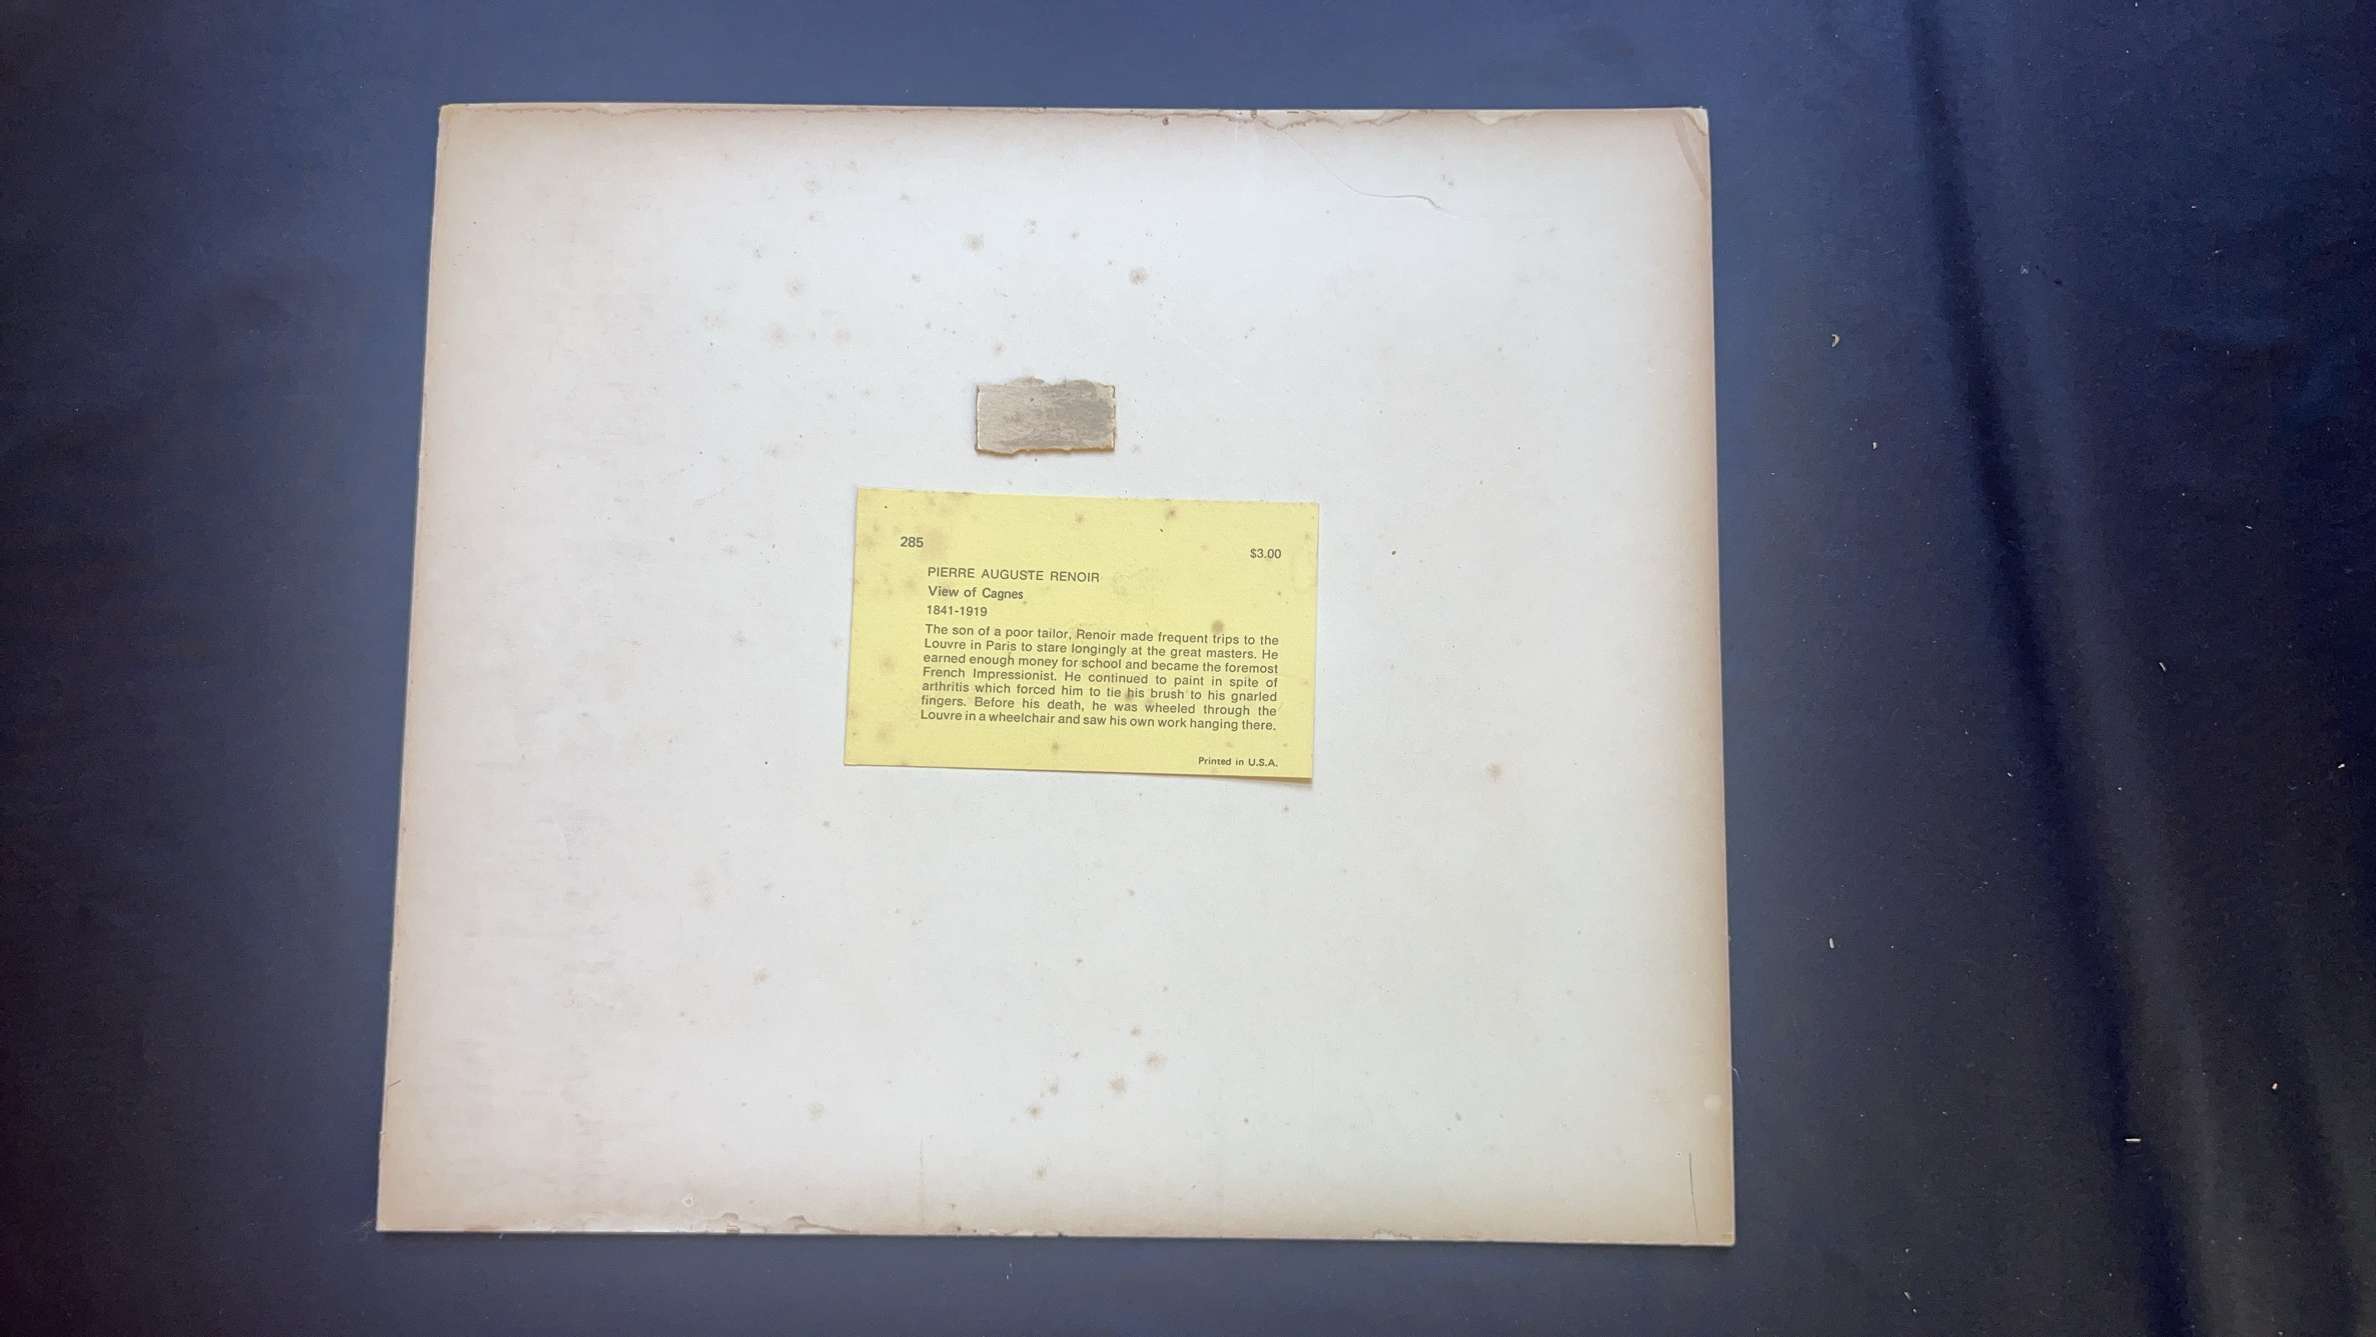 285
$3.00
PIERRE AUGUSTE RENOIR
View of Cagnes
1841-1919
The son of a poor tailor, Renoir made frequent trips to the
Louvre in Paris to stare longingly at the great masters. He
earned enough money for school and became the foremost
French Impressionist. He continued to paint in spite of
arthritis which forced him to tie his brush to his gnarled
fingers. Before his death, he was wheeled through the
Louvre in a wheelchair and saw his own work hanging there.
Printed in U.S.A.